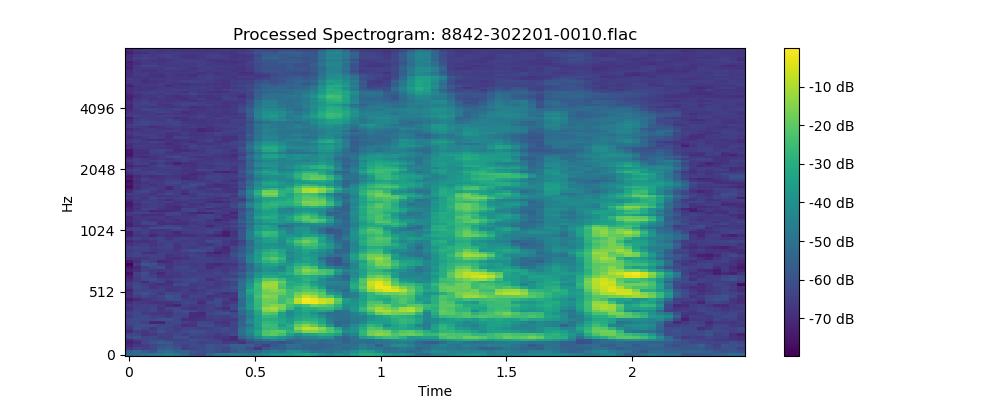 Processed Spectrogram: 8842-302201-0010.flac
Hz
4096
2048
1024
512
0
0
0.5
1
1.5
2
Time
-10 dB
-20 dB
-30 dB
-40 dB
-50 dB
-60 dB
-70 dB